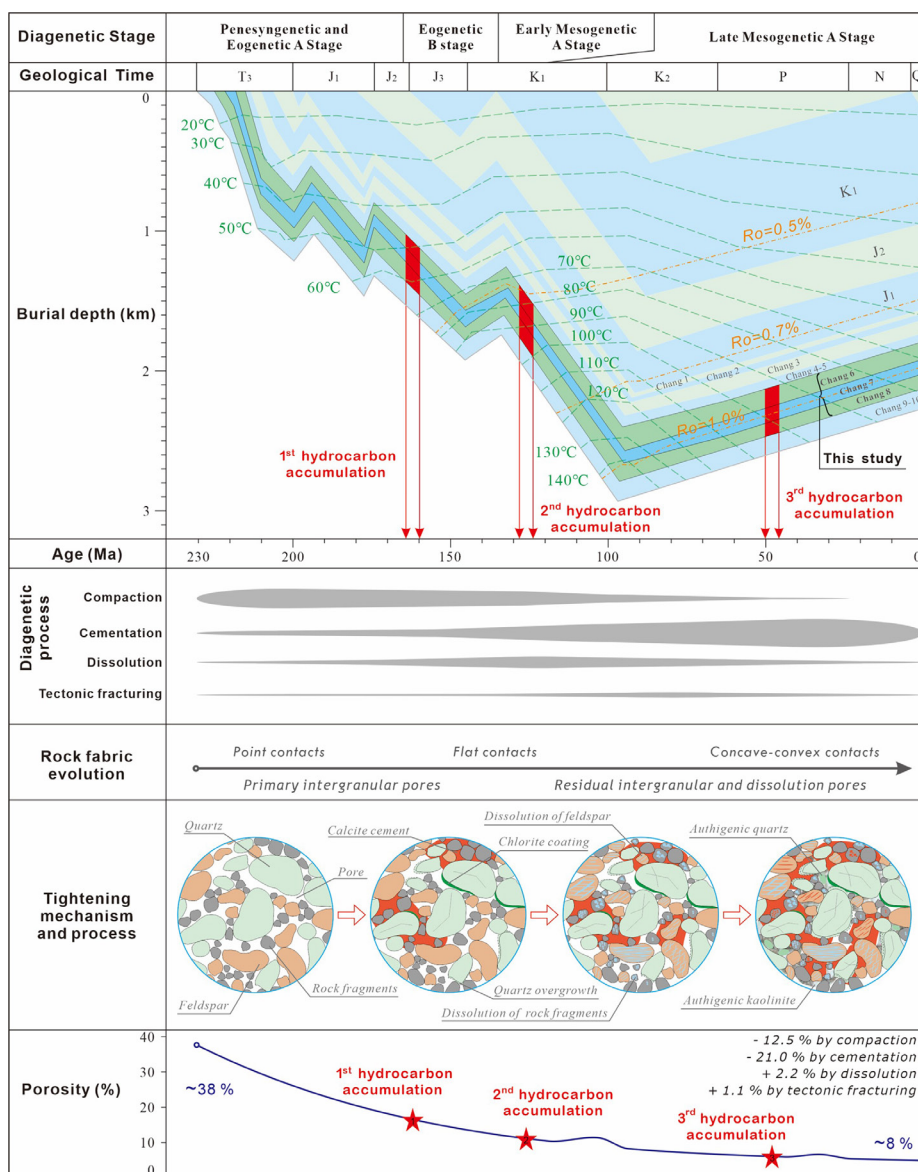 Diagenetic Stage
Penesyngenetic and
Eogenetic A Stage
Eogenetic
B stage
Early Mesogenetic
A Stage
Late Mesogenetic A Stage
Geological Time
T3
J1
J2
J3
K1
K2
P
N
Q
Burial depth (km)
0
1
2
3
20℃
30℃
40℃
50℃
60℃
70℃
80℃
90℃
100℃
110℃
120℃
130℃
140℃
K1
Ro=0.5%
J2
J1
Ro=0.7%
Chang 1
Chang 2
Chang 3
Chang 4-5
Chang 6
Chang 7
Chang 8
Chang 9-10
Ro=1.0%
This study
1st hydrocarbon
accumulation
2nd hydrocarbon
accumulation
3rd hydrocarbon
accumulation
Age (Ma)
230
200
150
100
50
0
Diagenetic
process
Compaction
Cementation
Dissolution
Tectonic fracturing
Rock fabric
evolution
Point contacts
Flat contacts
Concave-convex contacts
Primary intergranular pores
Residual intergranular and dissolution pores
Tightening
mechanism
and process
Quartz
Pore
Feldspar
Rock fragments
Calcite cement
Chlorite coating
Quartz overgrowth
Dissolution of feldspar
Dissolution of rock fragments
Authigenic quartz
Authigenic kaolinite
Porosity (%)
40
30
20
10
0
~38 %
1st hydrocarbon
accumulation
2nd hydrocarbon
accumulation
3rd hydrocarbon
accumulation
- 12.5 % by compaction
- 21.0 % by cementation
+ 2.2 % by dissolution
+ 1.1 % by tectonic fracturing
~8 %